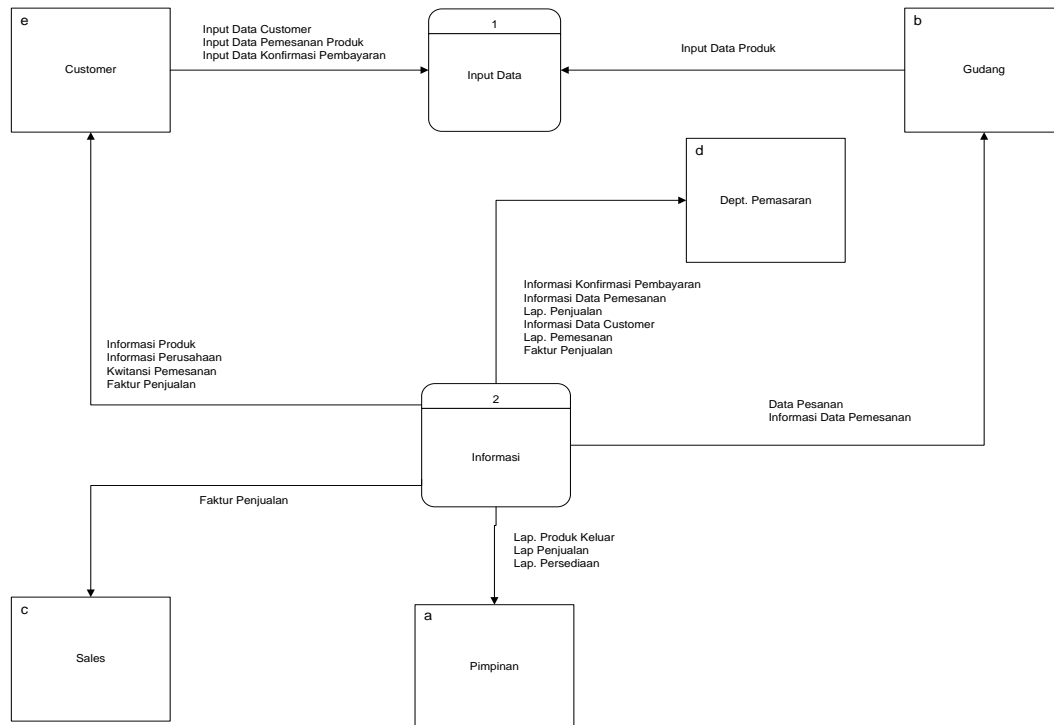 e
Customer
Input Data Customer
Input Data Pemesanan Produk
Input Data Konfirmasi Pembayaran
1
Input Data
Input Data Produk
b
Gudang
d
Dept. Pemasaran
Informasi Konfirmasi Pembayaran
Informasi Data Pemesanan
Lap. Penjualan
Informasi Data Customer
Lap. Pemesanan
Faktur Penjualan
Informasi Produk
Informasi Perusahaan
Kwitansi Pemesanan
Faktur Penjualan
2
Informasi
Data Pesanan
Informasi Data Pemesanan
Faktur Penjualan
Lap. Produk Keluar
Lap Penjualan
Lap. Persediaan
c
Sales
a
Pimpinan